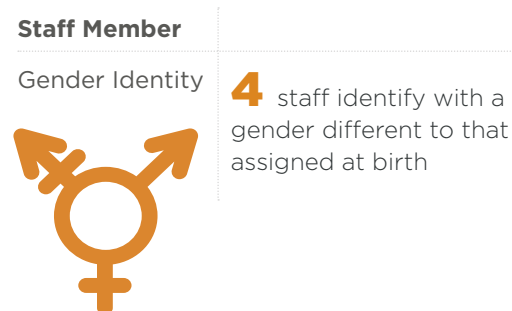 Staff Member
Gender Identity
4 staff identify with a
gender different to that
assigned at birth